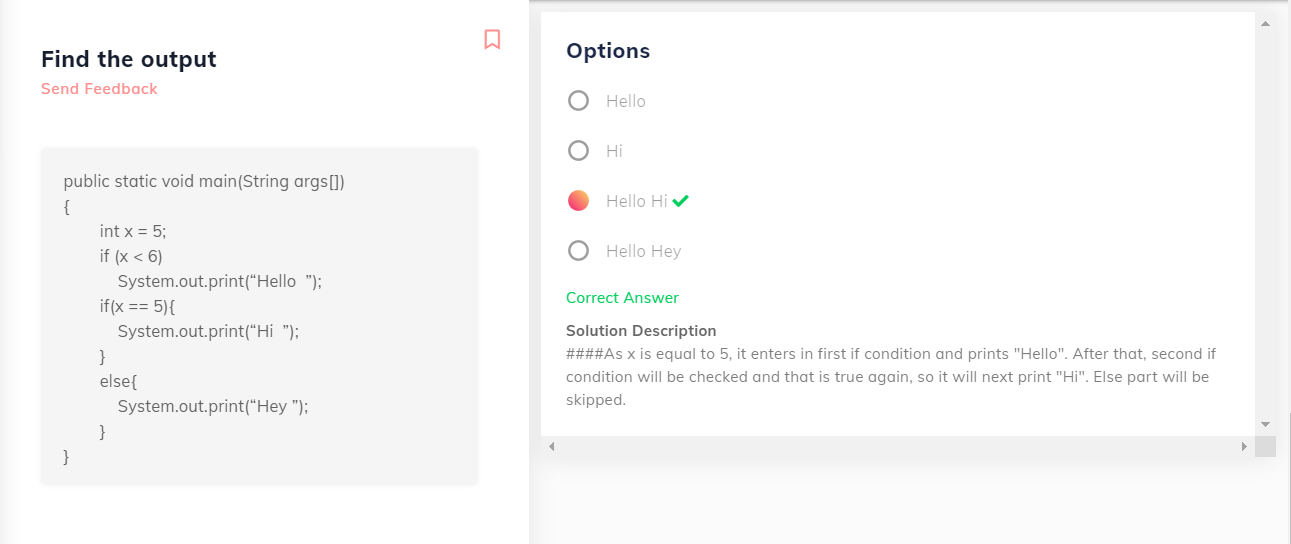 Find the output
Send Feedback
public static void main(String args[])
{
int x = 5;
if (x < 6)
System.out.print(“Hello  ”);
if(x == 5){
System.out.print(“Hi  ”);
}
else{
System.out.print(“Hey ”);
}
}
Options
Hello
Hi
Hello Hi
Hello Hey
Correct Answer
Solution Description
####As x is equal to 5, it enters in first if condition and prints "Hello". After that, second if
condition will be checked and that is true again, so it will next print "Hi". Else part will be
skipped.